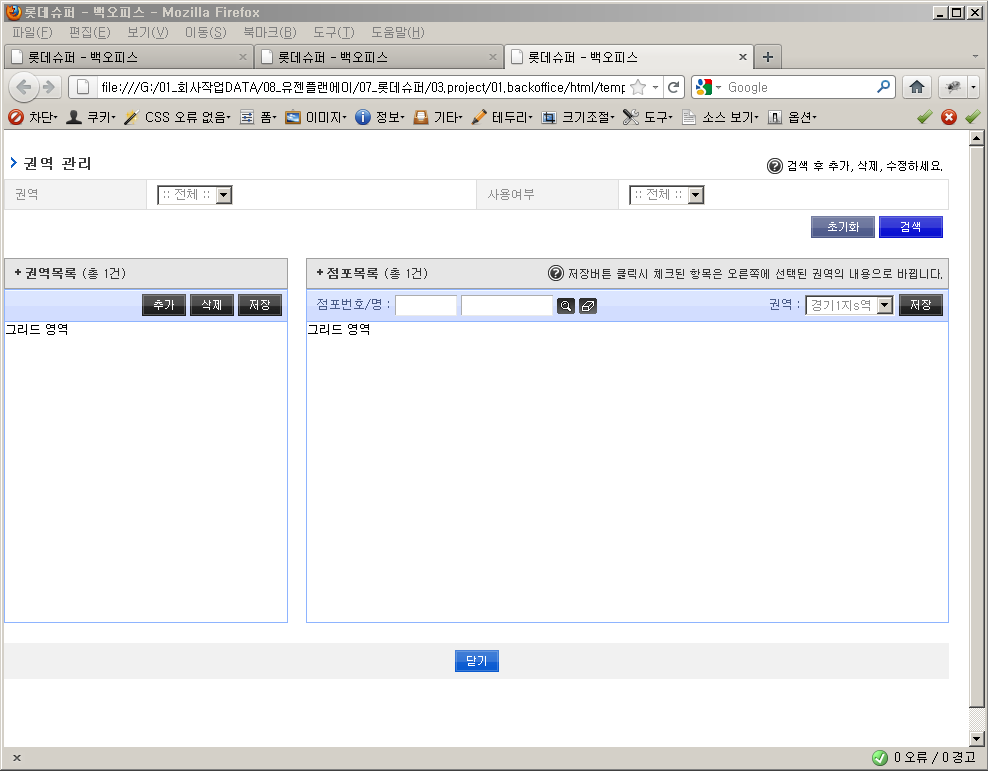 롯데슈퍼 - 백오피스 - Mozilla Firefox
파일(F) 편집(E) 보기(V) 이동(S) 북마크(B) 도구(T) 도움말(H)
롯데슈퍼 - 백오피스 롯데슈퍼 - 백오피스 롯데슈퍼 - 백오피스
file:///G:/01_회사작업DATA/08_유젠플랜에이/07_롯데슈퍼/03,project/01,backoffice/html/temp Google
차단 쿠키 CSS 오류 없음 폼 이미지 정보 기타 테두리 크기조절 도구 소스 보기 옵션
권역 관리 검색 후 추가, 삭제, 수정하세요.
권역 :: 전체 :: 사용여부 :: 전체 ::
초기화 검색
+ 권역목록 (총 1건) + 점포목록 (총 1건) 저장버튼 클릭시 체크된 항목은 오른쪽에 선택된 권역의 내용으로 바뀝니다.
추가 삭제 저장 점포번호/명 : 권역 : 경기1지s역 저장
그리드 영역 그리드 영역
닫기
x 0 오류 / 0 경고